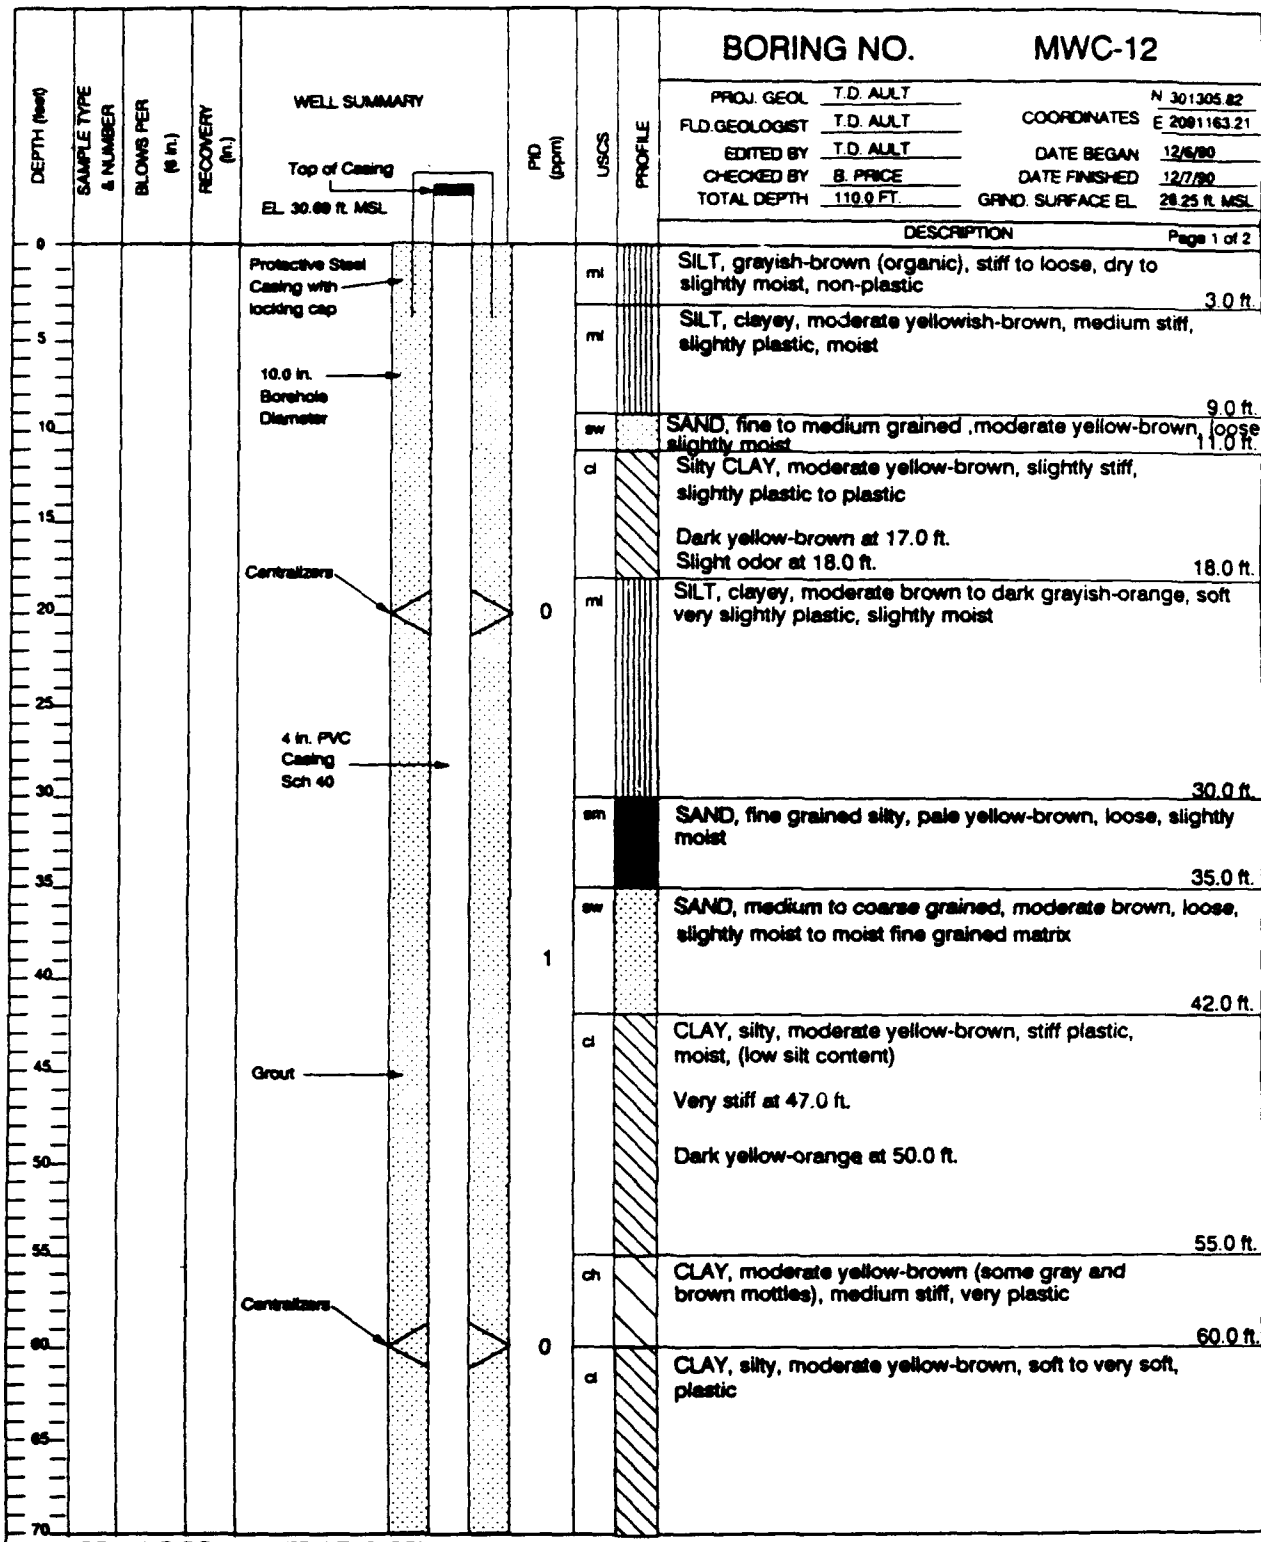 BORING NO. MWC-12
DEPTH (feet)
SAMPLE TYPE & NUMBER
BLOWS PER (6 in.)
RECOVERY (in.)
WELL SUMMARY
PID (ppm)
USCS
PROFILE
PROJ. GEOL T.D. AULT
FLD.GEOLOGIST T.D. AULT
EDITED BY T.D. AULT
CHECKED BY B. PRICE
TOTAL DEPTH 110.0 FT.
COORDINATES N 301305.82
E 2091163.21
DATE BEGAN 12/6/90
DATE FINISHED 12/7/90
GRND. SURFACE EL 28.25 ft. MSL
DESCRIPTION Page 1 of 2
Top of Casing
EL. 30.69 ft. MSL
0
Protective Steel
Casing with
locking cap
ml
SILT, grayish-brown (organic), stiff to loose, dry to
slightly moist, non-plastic
3.0 ft.
5
ml
SILT, clayey, moderate yellowish-brown, medium stiff,
slightly plastic, moist
10.0 in.
Borehole
Diameter
9.0 ft.
10
sw
SAND, fine to medium grained ,moderate yellow-brown, loose
slightly moist
11.0 ft.
cl
Silty CLAY, moderate yellow-brown, slightly stiff,
slightly plastic to plastic
15
Dark yellow-brown at 17.0 ft.
Slight odor at 18.0 ft.
18.0 ft.
Centralizers
20
0
ml
SILT, clayey, moderate brown to dark grayish-orange, soft
very slightly plastic, slightly moist
25
4 in. PVC
Casing
Sch 40
30
30.0 ft.
sm
SAND, fine grained silty, pale yellow-brown, loose, slightly
moist
35
35.0 ft.
sw
SAND, medium to coarse grained, moderate brown, loose,
slightly moist to moist fine grained matrix
40
1
42.0 ft.
cl
CLAY, silty, moderate yellow-brown, stiff plastic,
moist, (low silt content)
45
Grout
Very stiff at 47.0 ft.
50
Dark yellow-orange at 50.0 ft.
55
55.0 ft.
ch
CLAY, moderate yellow-brown (some gray and
brown mottles), medium stiff, very plastic
Centralizers
60
0
60.0 ft.
cl
CLAY, silty, moderate yellow-brown, soft to very soft,
plastic
65
70